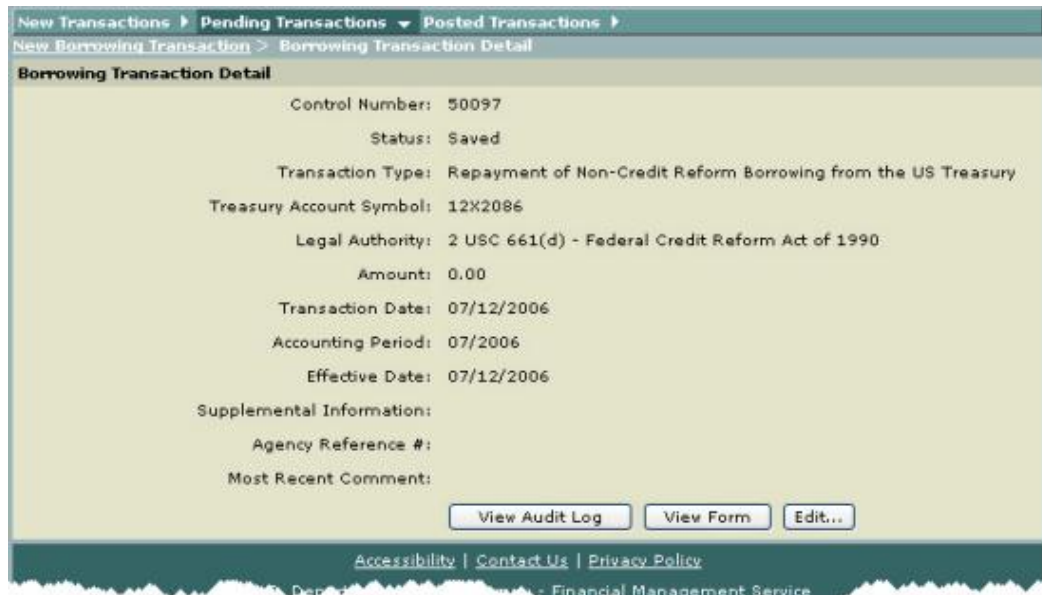 New Transactions Pending Transactions Posted Transactions
New Borrowing Transaction > Borrowing Transaction Detail
Borrowing Transaction Detail
Control Number: 50097
Status: Saved
Transaction Type: Repayment of Non-Credit Reform Borrowing from the US Treasury
Treasury Account Symbol: 12X2086
Legal Authority: 2 USC 661(d) - Federal Credit Reform Act of 1990
Amount: 0.00
Transaction Date: 07/12/2006
Accounting Period: 07/2006
Effective Date: 07/12/2006
Supplemental Information:
Agency Reference #:
Most Recent Comment:
View Audit Log View Form Edit...
Accessibility | Contact Us | Privacy Policy
- Financial Management Service